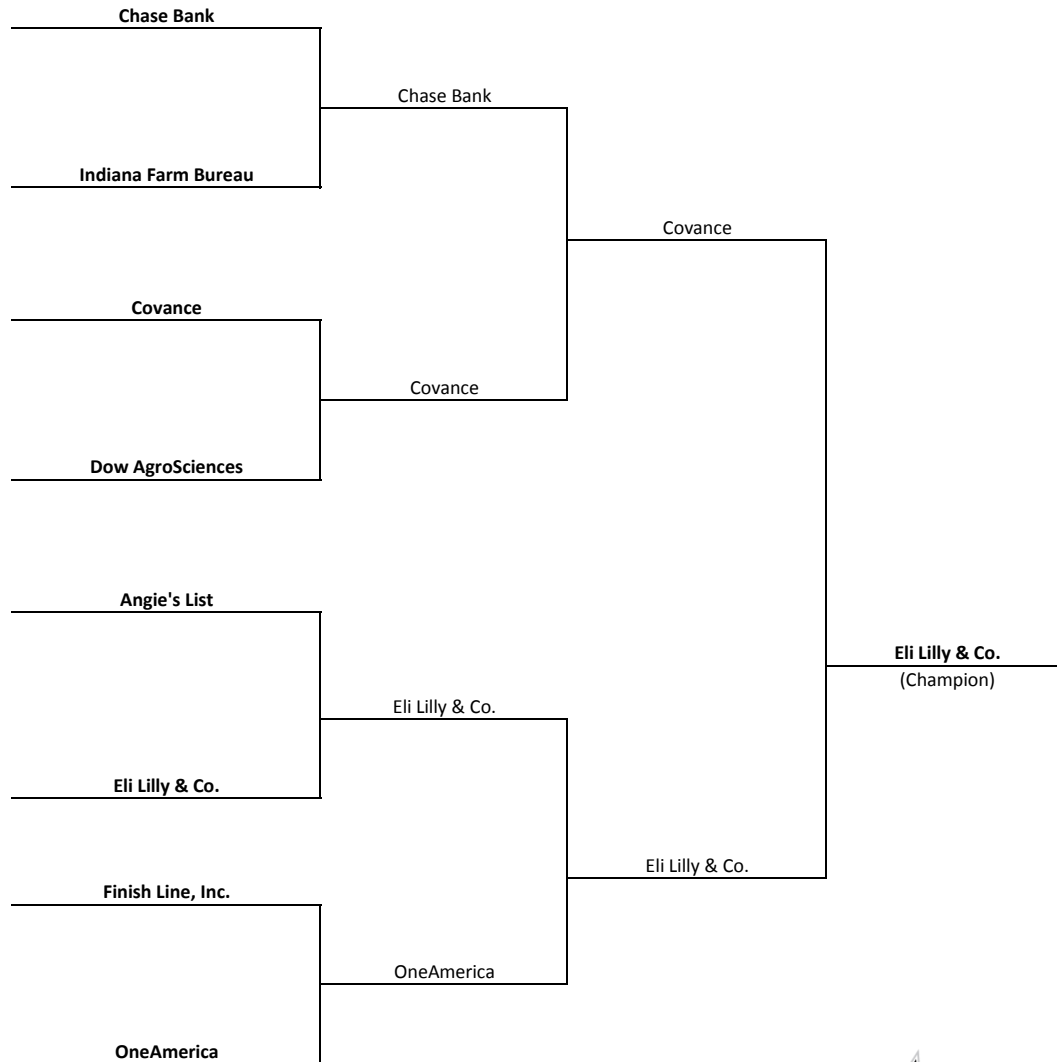 Chase Bank
Chase Bank
Indiana Farm Bureau
Covance
Covance
Covance
Dow AgroSciences
Angie's List
Eli Lilly & Co.
(Champion)
Eli Lilly & Co.
Eli Lilly & Co.
Eli Lilly & Co.
Finish Line, Inc.
OneAmerica
OneAmerica